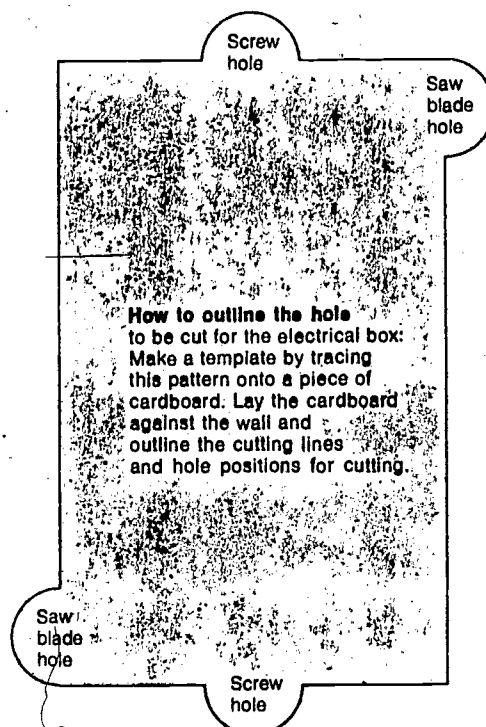 Screw
hole
Saw
blade
hole
How to outline the hole
to be cut for the electrical box:
Make a template by tracing
this pattern onto a piece of
cardboard. Lay the cardboard
against the wall and
outline the cutting lines
and hole positions for cutting.
Saw
blade
hole
Screw
hole